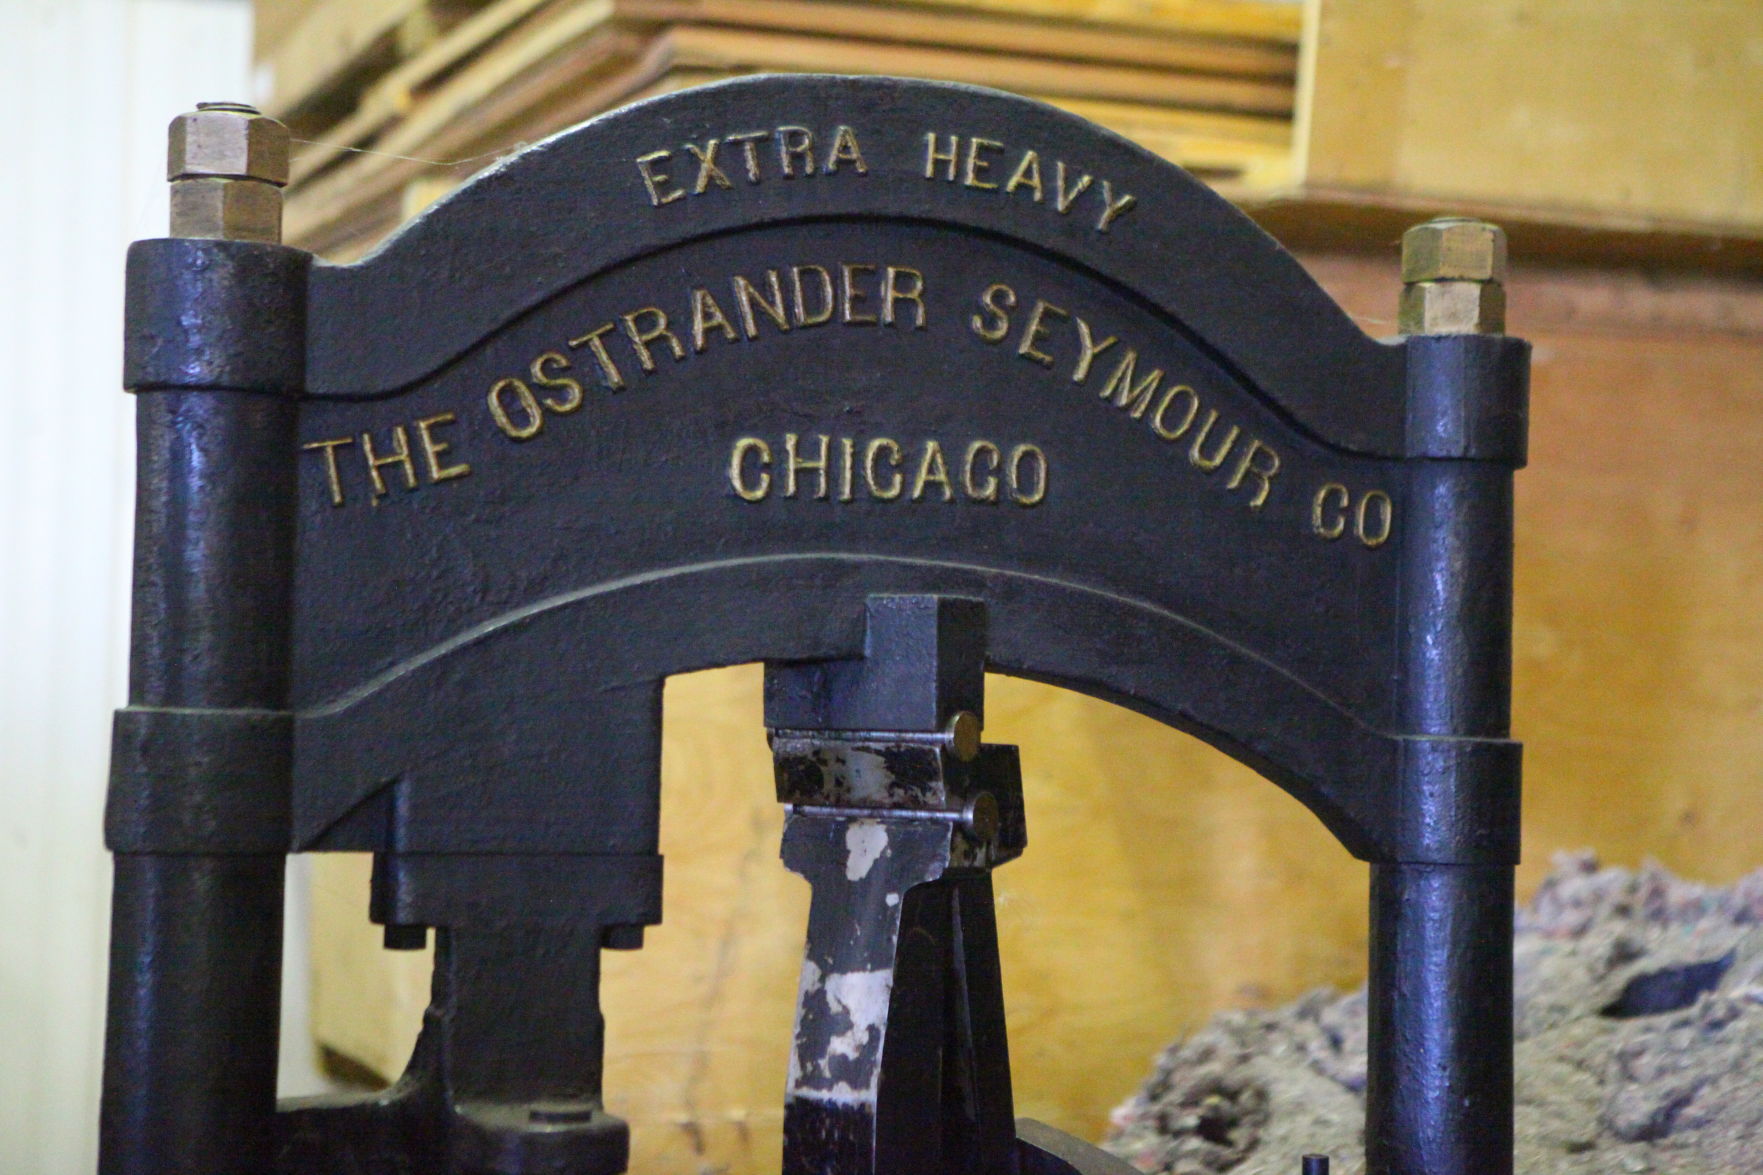 EXTRA HEAVY
THE OSTRANDER SEYMOUR CO
CHICAGO